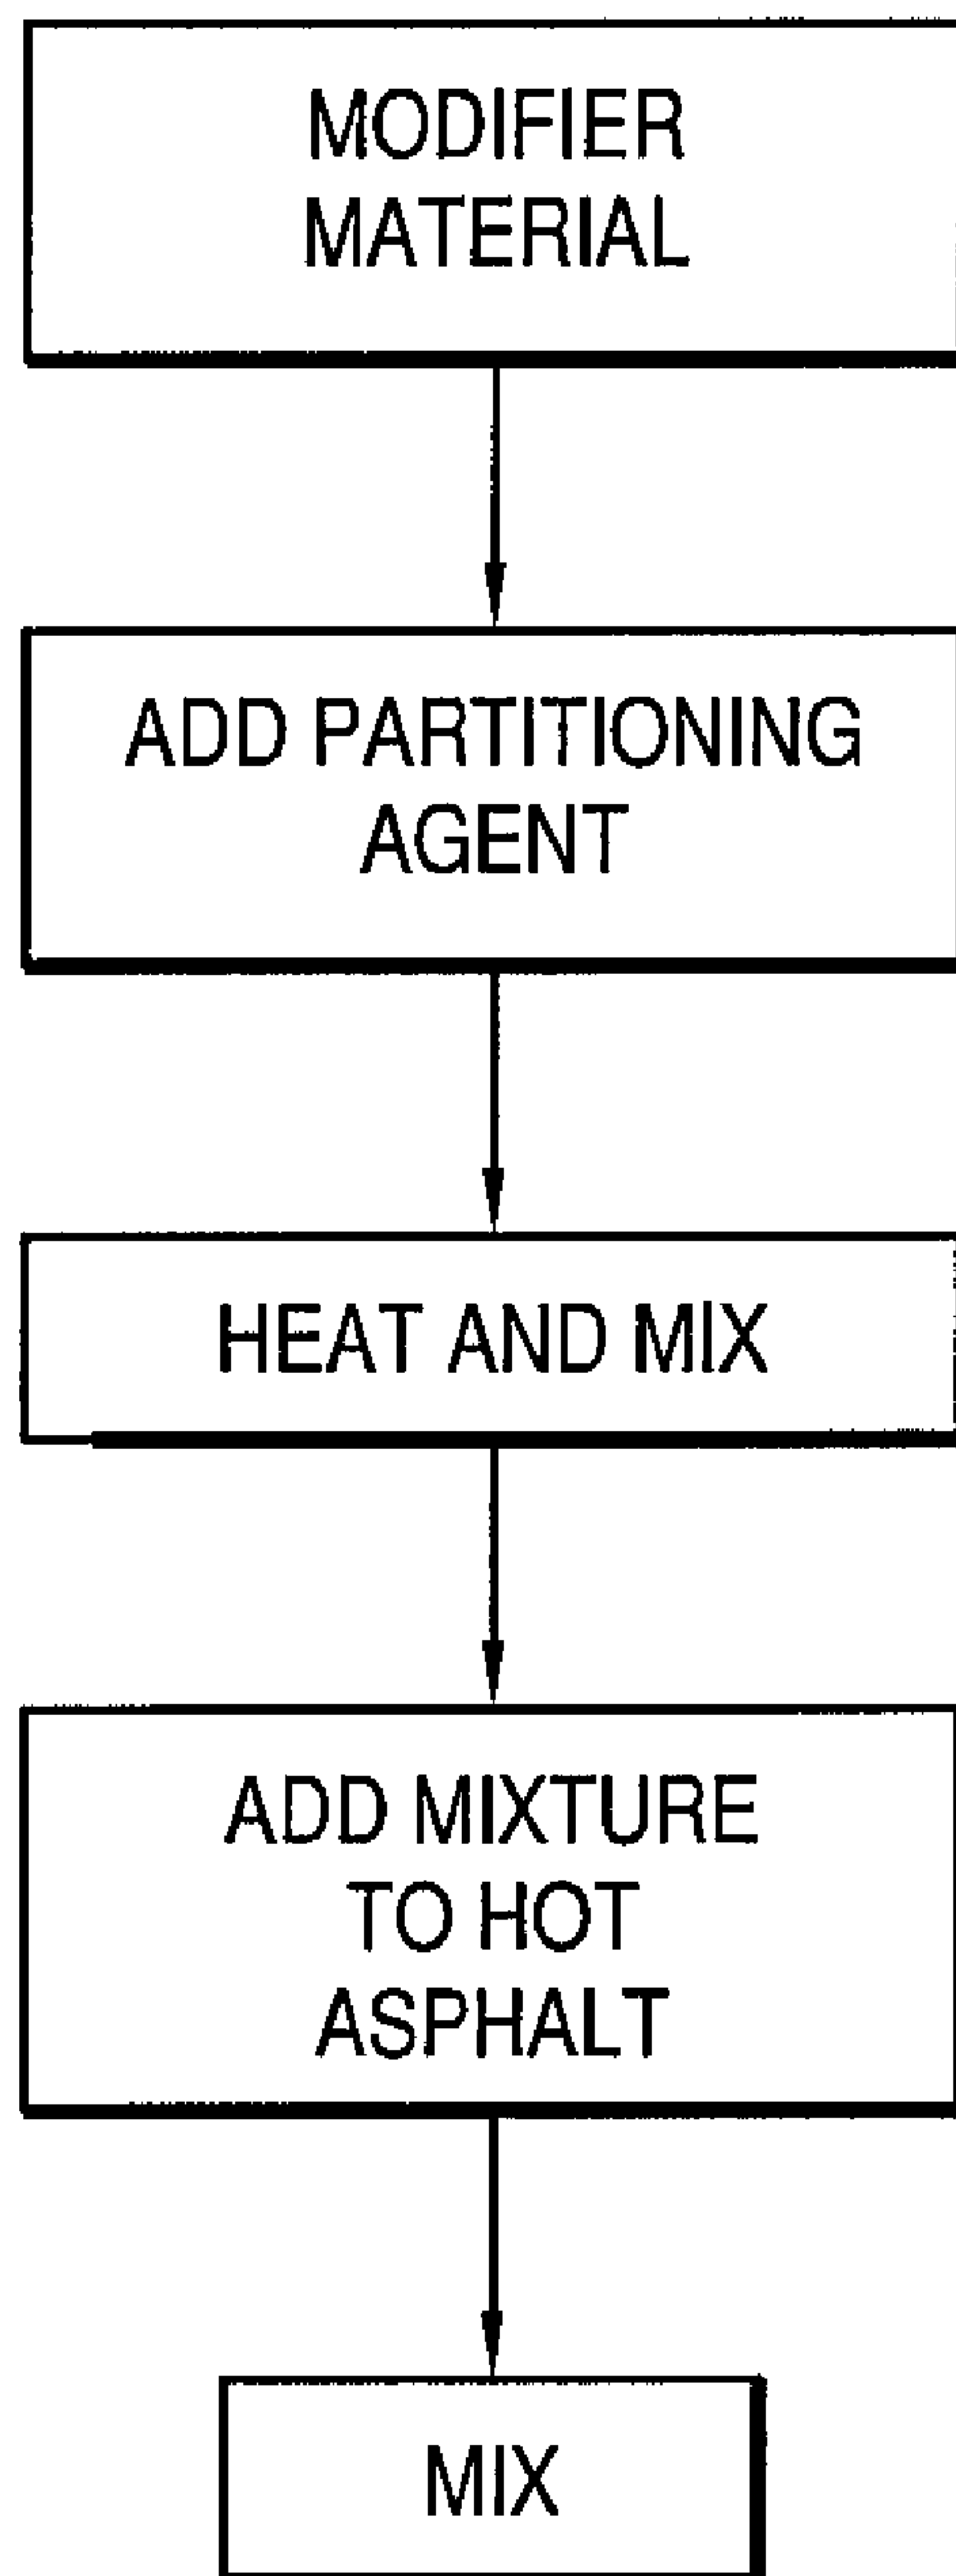 MODIFIER
MATERIAL
ADD PARTITIONING
AGENT
HEAT AND MIX
ADD MIXTURE
TO HOT
ASPHALT
MIX